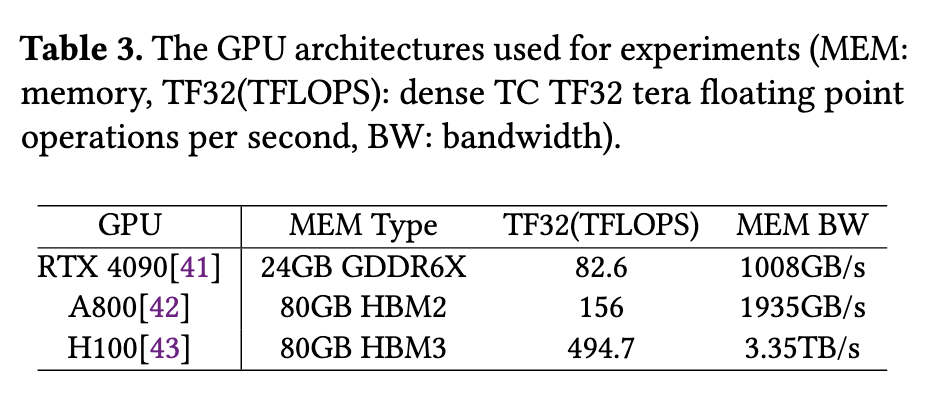 Table 3. The GPU architectures used for experiments (MEM:
memory, TF32(TFLOPS): dense TC TF32 tera floating point
operations per second, BW: bandwidth).
GPU MEM Type TF32(TFLOPS) MEM BW
RTX 4090[41] 24GB GDDR6X 82.6 1008GB/s
A800[42] 80GB HBM2 156 1935GB/s
H100[43] 80GB HBM3 494.7 3.35TB/s